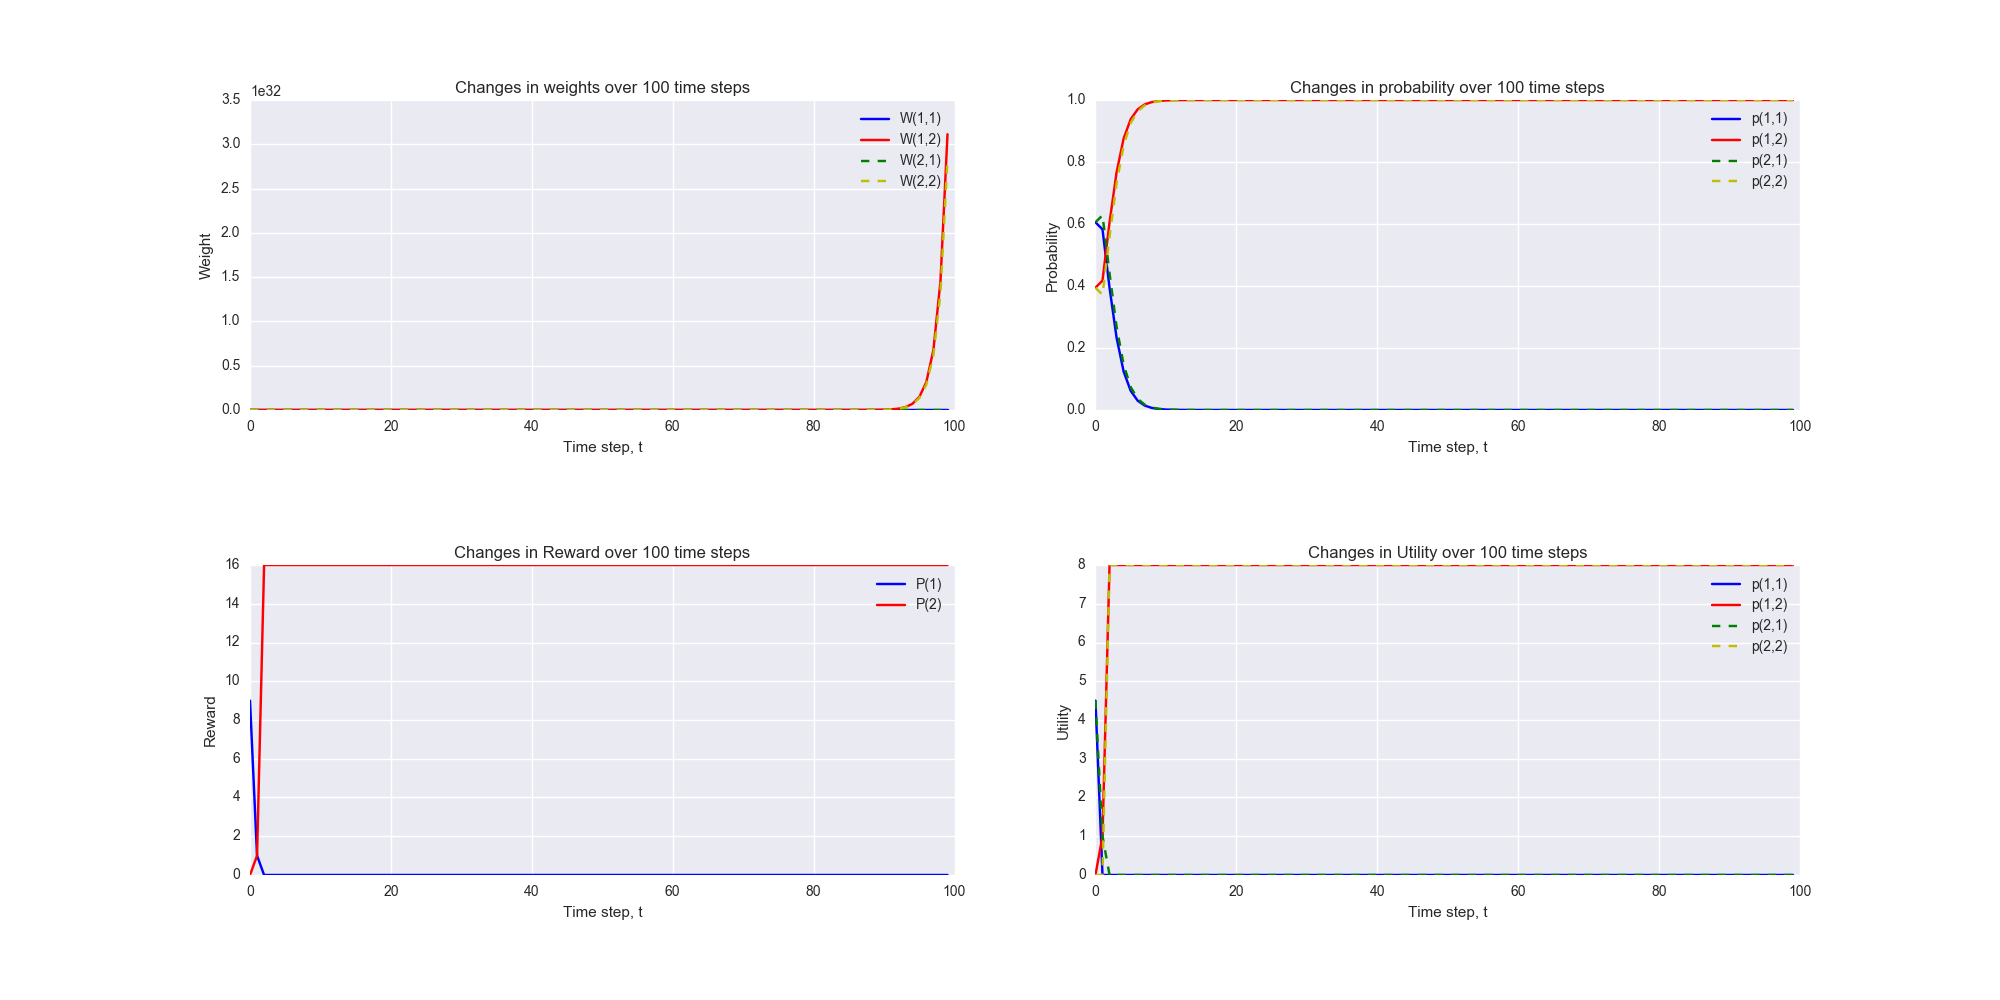 Changes in weights over 100 time steps
1e32
3.5
3.0
2.5
2.0
1.5
1.0
0.5
0.0
Weight
W(1,1)
W(1,2)
W(2,1)
W(2,2)
0 20 40 60 80 100
Time step, t
Changes in probability over 100 time steps
1.0
0.8
0.6
0.4
0.2
0.0
Probability
p(1,1)
p(1,2)
p(2,1)
p(2,2)
0 20 40 60 80 100
Time step, t
Changes in Reward over 100 time steps
16
14
12
10
8
6
4
2
0
Reward
P(1)
P(2)
0 20 40 60 80 100
Time step, t
Changes in Utility over 100 time steps
8
7
6
5
4
3
2
1
0
Utility
p(1,1)
p(1,2)
p(2,1)
p(2,2)
0 20 40 60 80 100
Time step, t